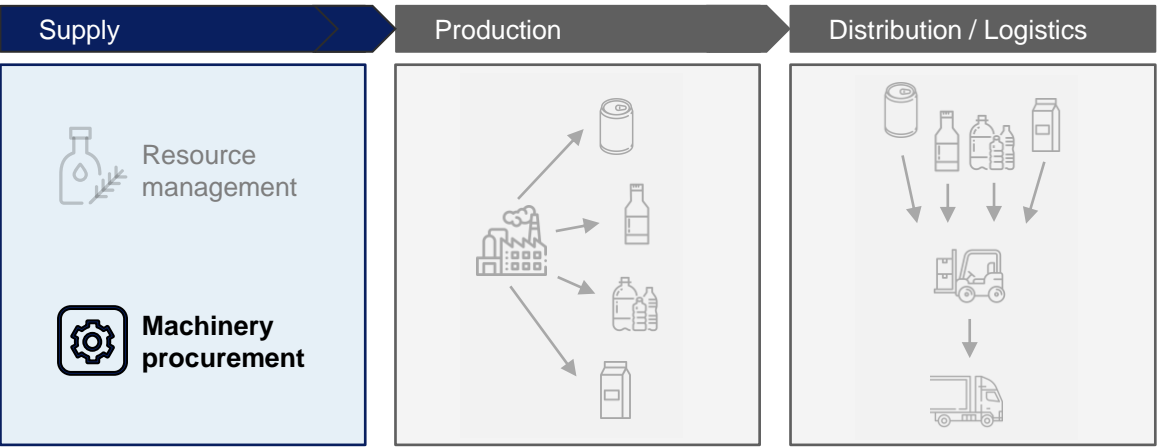 Supply
Production
Distribution / Logistics
Resource
management
Machinery
procurement